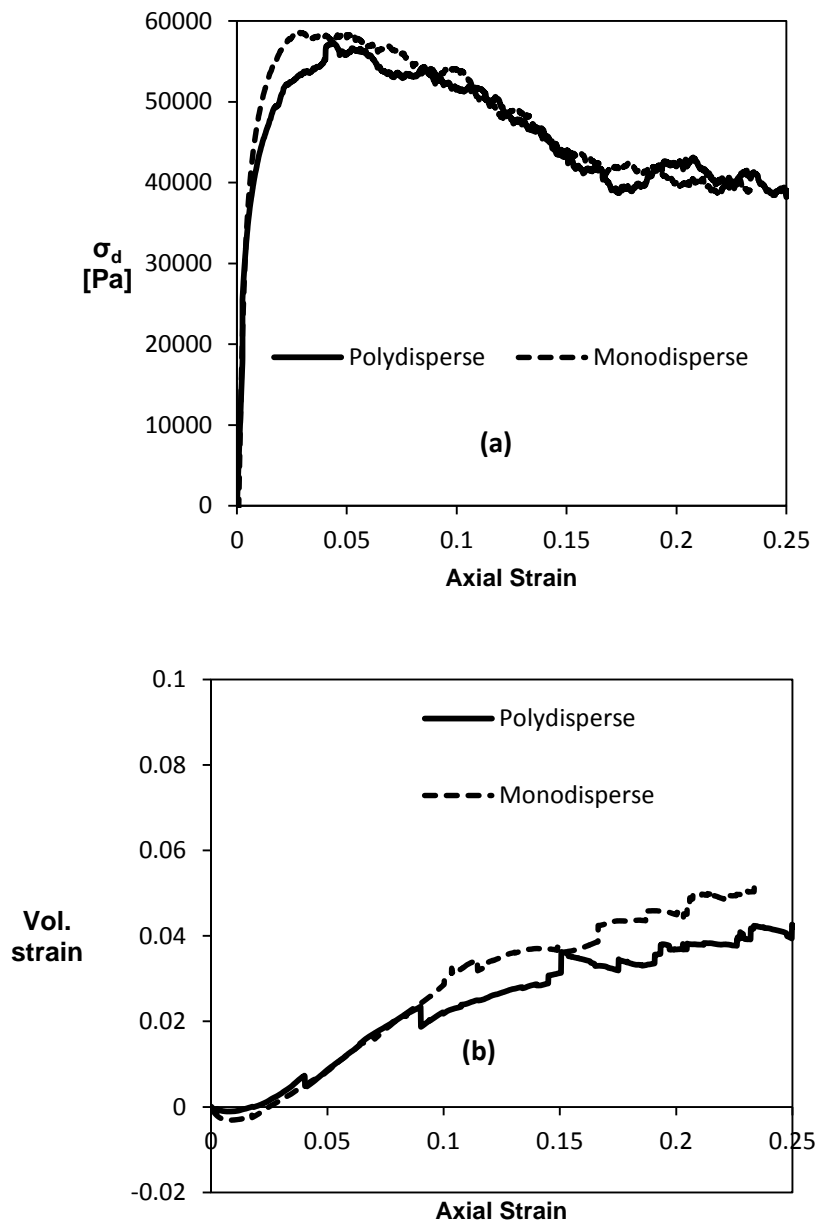 60000
50000
40000
σd
[Pa]
30000
20000
10000
0
Polydisperse
Monodisperse
(a)
0 0.05 0.1 0.15 0.2 0.25
Axial Strain
0.1
0.08
0.06
Vol.
strain
0.04
0.02
0
-0.02
Polydisperse
Monodisperse
(b)
0 0.05 0.1 0.15 0.2 0.25
Axial Strain